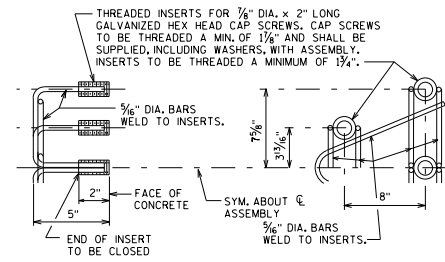 THREADED INSERTS FOR 7/8" DIA. x 2" LONG
GALVANIZED HEX HEAD CAP SCREWS. CAP SCREWS
TO BE THREADED A MIN. OF 1 7/8" AND SHALL BE
SUPPLIED, INCLUDING WASHERS, WITH ASSEMBLY.
INSERTS TO BE THREADED A MINIMUM OF 1 3/4".
5/16" DIA. BARS
WELD TO INSERTS.
7 5/8"
3 13/16"
2"
FACE OF
CONCRETE
5"
END OF INSERT
TO BE CLOSED
SYM. ABOUT ℄
ASSEMBLY
8"
5/16" DIA. BARS
WELD TO INSERTS.